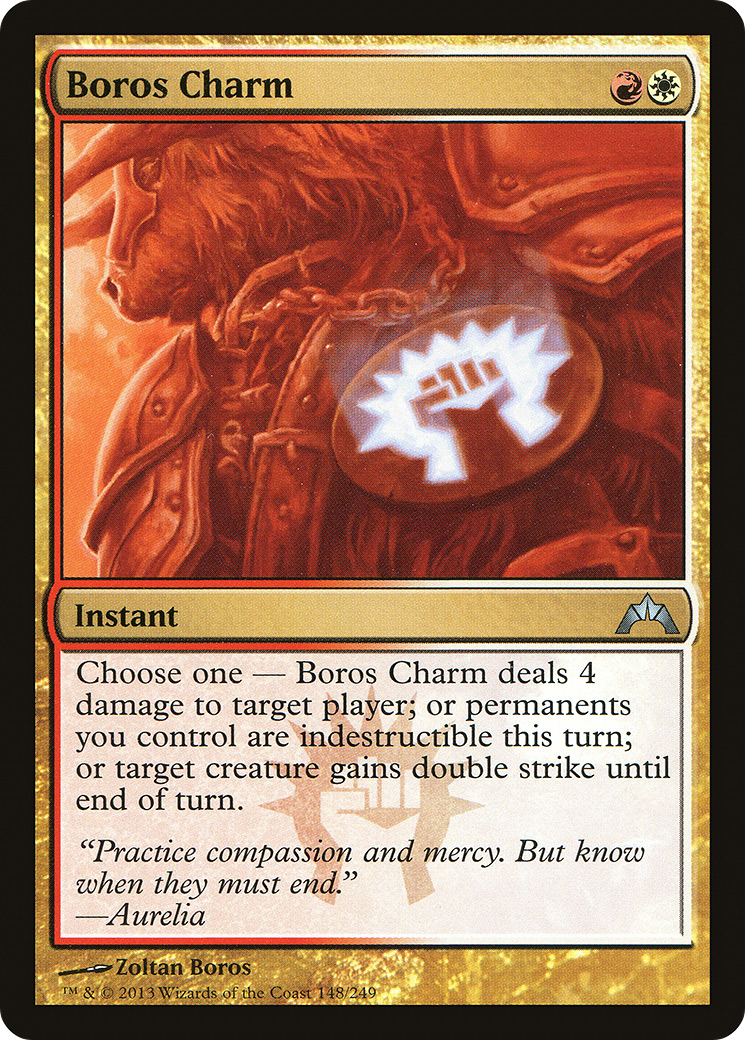 Boros Charm
Instant
Choose one — Boros Charm deals 4
damage to target player; or permanents
you control are indestructible this turn;
or target creature gains double strike until
end of turn.
“Practice compassion and mercy. But know
when they must end.”
—Aurelia
Zoltan Boros
™ & © 2013 Wizards of the Coast 148/249